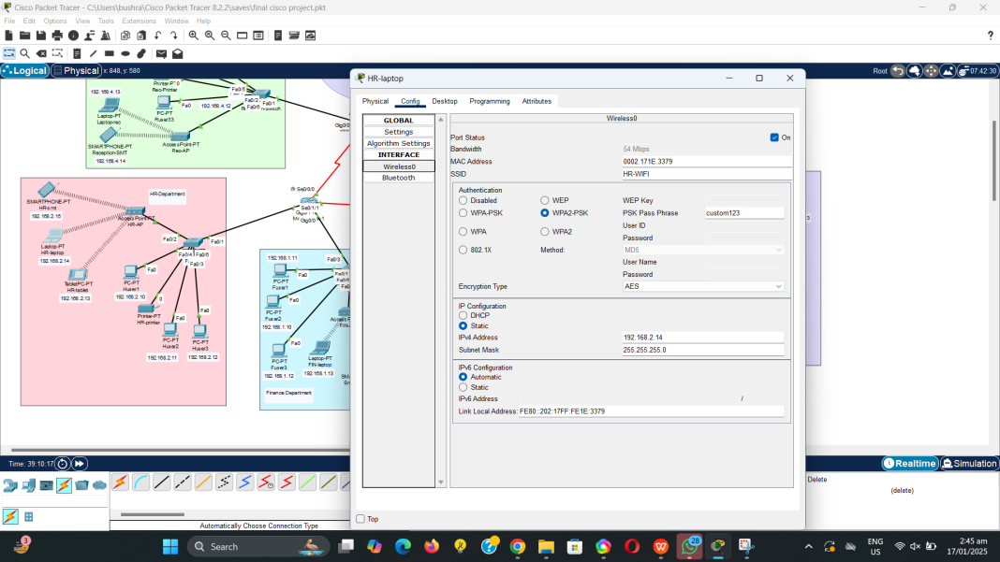 Cisco Packet Tracer - C:\Users\bushra\Cisco Packet Tracer 8.2.2\saves\final cisco project.pkt
File Edit Options View Tools Extensions Window Help
?
Logical Physical x: 848, y: 580
Root 07:42:30
192.168.4.13
Laptop-PT
Laptop-rec
SMARTPHONE-PT
Reception-SMT
192.168.4.14
Printer-PT
Rec-Printer
PC-PT
Ruser33
Fa0
192.168.4.12
Fa0/5
Fa0/2
Fa0/1
Fa0/6
AccessPoint-PT
Rec-AP
Se0/0/0
Se0/1/1
SMARTPHONE-PT
192.168.2.15
HR-Department
Access Point-PT
HR-AP
Laptop-PT
HR-laptop
192.168.2.14
TabletPC-PT
HR-tablet
192.168.2.13
Fa0/2
Fa0/1
Fa0/4
Fa0/3
PC-PT
Huser1
192.168.2.10
Fa0
0
Printer-PT
HR-printer
Fa0
PC-PT
Huser2
192.168.2.11
Fa0
PC-PT
Huser3
192.168.2.12
192.168.1.11
PC-PT
Fuser1
Fa0
Fa0/3
Fa0/1
PC-PT
Fuser2
192.168.1.10
Fa0
Fa0
PC-PT
Fuser3
192.168.1.12
Laptop-PT
FIN-laptop
192.168.1.13
Finance Department
HR-laptop
Physical Config Desktop Programming Attributes
GLOBAL
Settings
Algorithm Settings
INTERFACE
Wireless0
Bluetooth
Wireless0
Port Status On
Bandwidth 54 Mbps
MAC Address 0002.171E.3379
SSID HR-WIFI
Authentication
Disabled WEP WEP Key
WPA-PSK WPA2-PSK PSK Pass Phrase custom123
User ID
WPA WPA2 Password
802.1X Method: MD5
User Name
Password
Encryption Type AES
IP Configuration
DHCP
Static
IPv4 Address 192.168.2.14
Subnet Mask 255.255.255.0
IPv6 Configuration
Automatic
Static
IPv6 Address /
Link Local Address: FE80::202:17FF:FE1E:3379
Top
Time: 39:10:17
Realtime Simulation
Delete
(delete)
Automatically Choose Connection Type
3
Search
28
ENG
US
2:45 am
17/01/2025